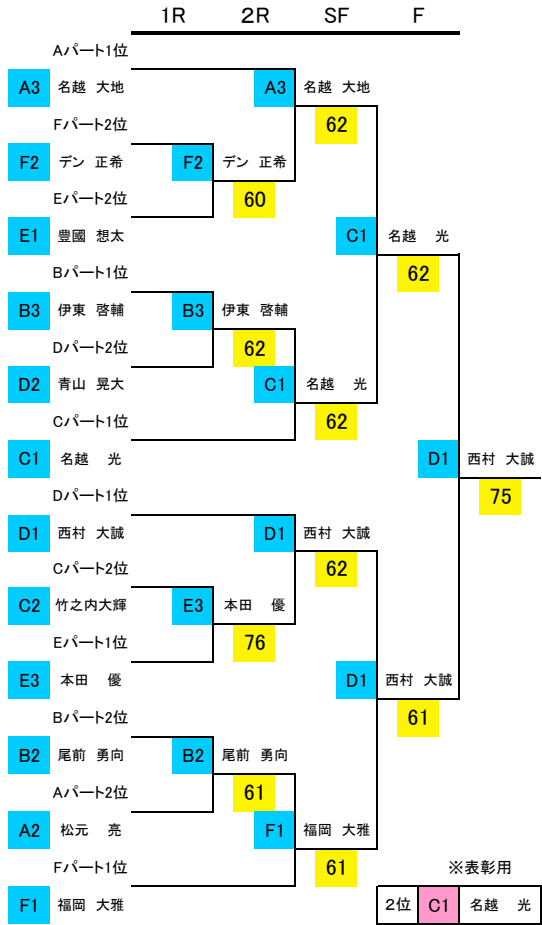 1R 2R SF F
Aパート1位
A3 名越 大地 A3 名越 大地
Fパート2位 62
F2 デン 正希 F2 デン 正希
Eパート2位 60
E1 豊國 想太 C1 名越 光
Bパート1位 62
B3 伊東 啓輔 B3 伊東 啓輔
Dパート2位 62
D2 青山 晃大 C1 名越 光
Cパート1位 62
C1 名越 光 D1 西村 大誠
Dパート1位 75
D1 西村 大誠 D1 西村 大誠
Cパート2位 62
C2 竹之内大輝 E3 本田 優
Eパート1位 76
E3 本田 優 D1 西村 大誠
Bパート2位 61
B2 尾前 勇向 B2 尾前 勇向
Aパート2位 61
A2 松元 亮 F1 福岡 大雅
Fパート1位 61 ※表彰用
F1 福岡 大雅 2位 C1 名越 光